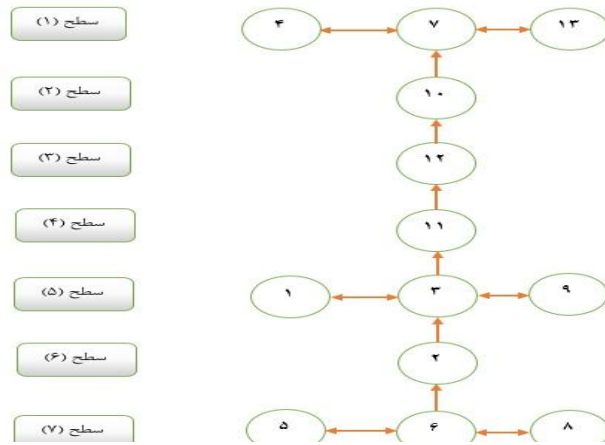 سطح (۱)
۴ ۷ ۱۳
سطح (۲)
۱۰
سطح (۳)
۱۲
سطح (۴)
۱۱
سطح (۵)
۱ ۳ ۹
سطح (۶)
۲
سطح (۷)
۵ ۶ ۸